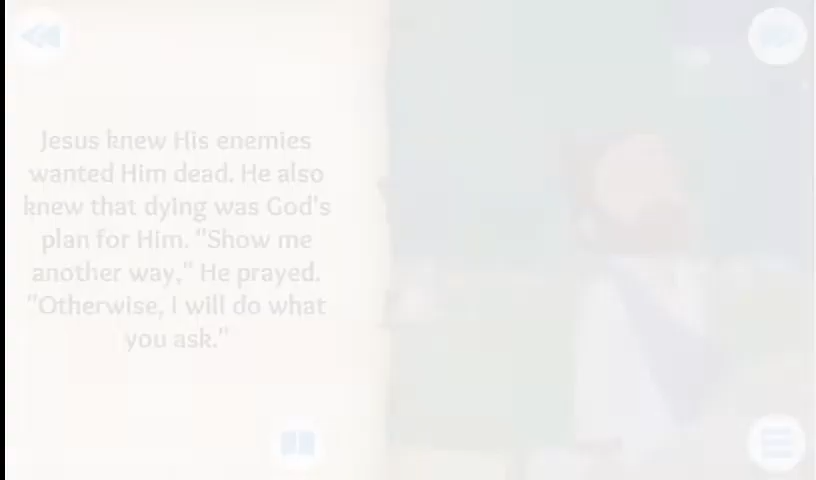 Jesus knew His enemies
wanted Him dead. He also
knew that dying was God's
plan for Him. "Show me
another way," He prayed.
"Otherwise, I will do what
you ask."